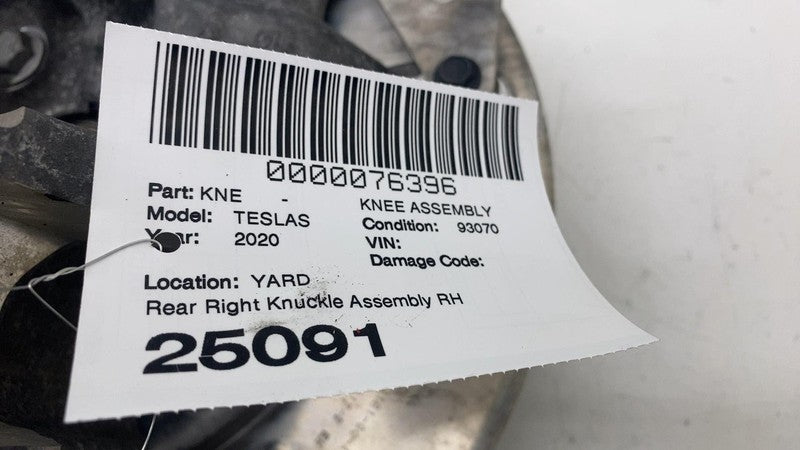 0000076396
Part: KNE - KNEE ASSEMBLY
Model: TESLAS Condition: 93070
Year: 2020 VIN:
Damage Code:
Location: YARD
Rear Right Knuckle Assembly RH
25091